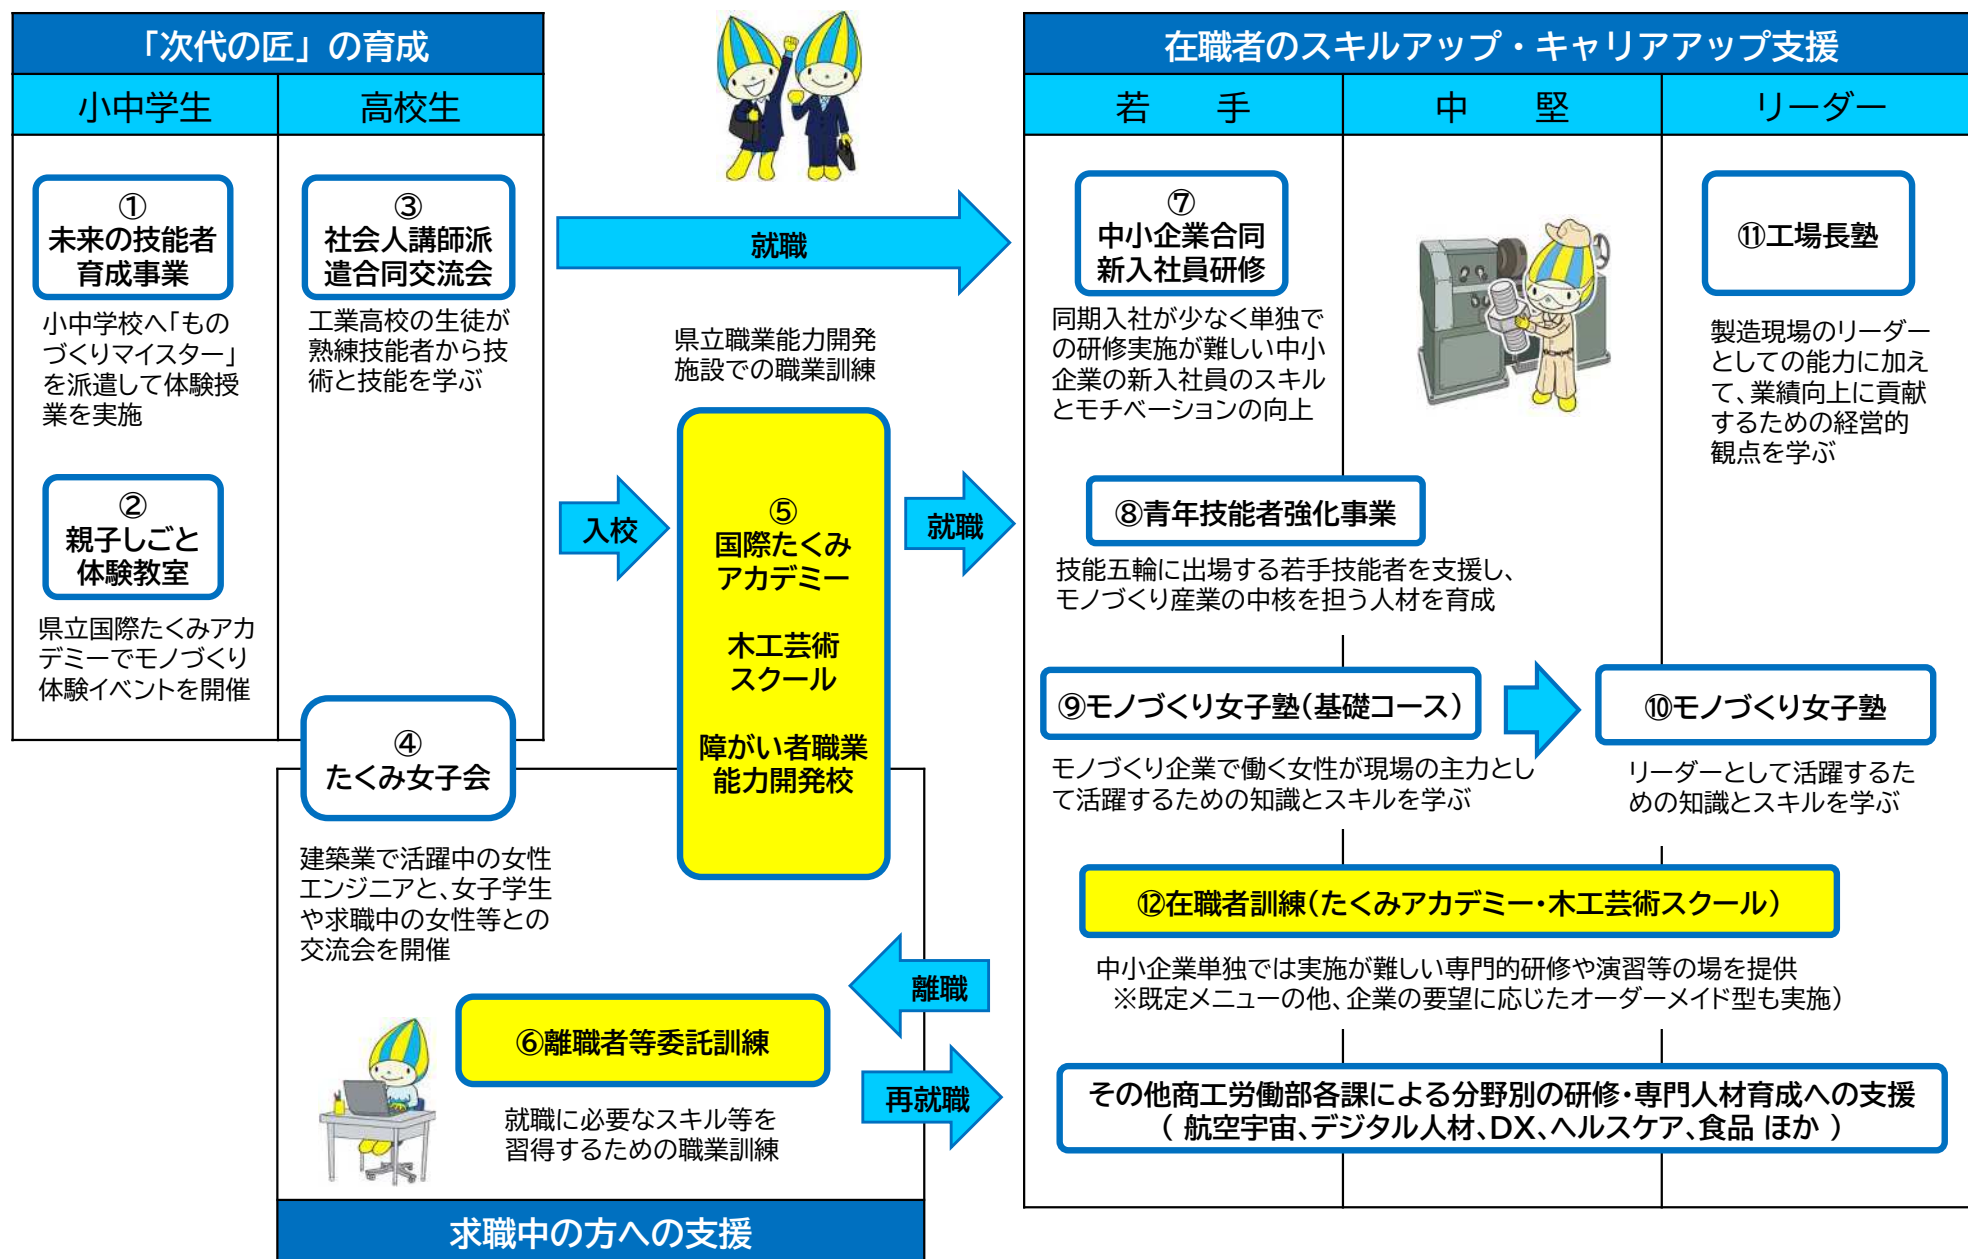 「次代の匠」の育成
小中学生
高校生
①
未来の技能者
育成事業
小中学校へ「もの
づくりマイスター」
を派遣して体験授
業を実施
②
親子しごと
体験教室
県立国際たくみアカ
デミーでモノづくり
体験イベントを開催
③
社会人講師派
遣合同交流会
工業高校の生徒が
熟練技能者から技
術と技能を学ぶ
④
たくみ女子会
建築業で活躍中の女性
エンジニアと、女子学生
や求職中の女性等との
交流会を開催
就職
県立職業能力開発
施設での職業訓練
入校
⑤
国際たくみ
アカデミー
木工芸術
スクール
障がい者職業
能力開発校
就職
離職
⑥離職者等委託訓練
再就職
就職に必要なスキル等を
習得するための職業訓練
求職中の方への支援
在職者のスキルアップ・キャリアアップ支援
若　手
中　堅
リーダー
⑦
中小企業合同
新入社員研修
同期入社が少なく単独で
の研修実施が難しい中小
企業の新入社員のスキル
とモチベーションの向上
⑪工場長塾
製造現場のリーダー
としての能力に加え
て、業績向上に貢献
するための経営的
観点を学ぶ
⑧青年技能者強化事業
技能五輪に出場する若手技能者を支援し、
モノづくり産業の中核を担う人材を育成
⑨モノづくり女子塾(基礎コース)
モノづくり企業で働く女性が現場の主力とし
て活躍するための知識とスキルを学ぶ
⑩モノづくり女子塾
リーダーとして活躍するた
めの知識とスキルを学ぶ
⑫在職者訓練(たくみアカデミー・木工芸術スクール)
中小企業単独では実施が難しい専門的研修や演習等の場を提供
※既定メニューの他、企業の要望に応じたオーダーメイド型も実施)
その他商工労働部各課による分野別の研修・専門人材育成への支援
( 航空宇宙、デジタル人材、DX、ヘルスケア、食品 ほか )